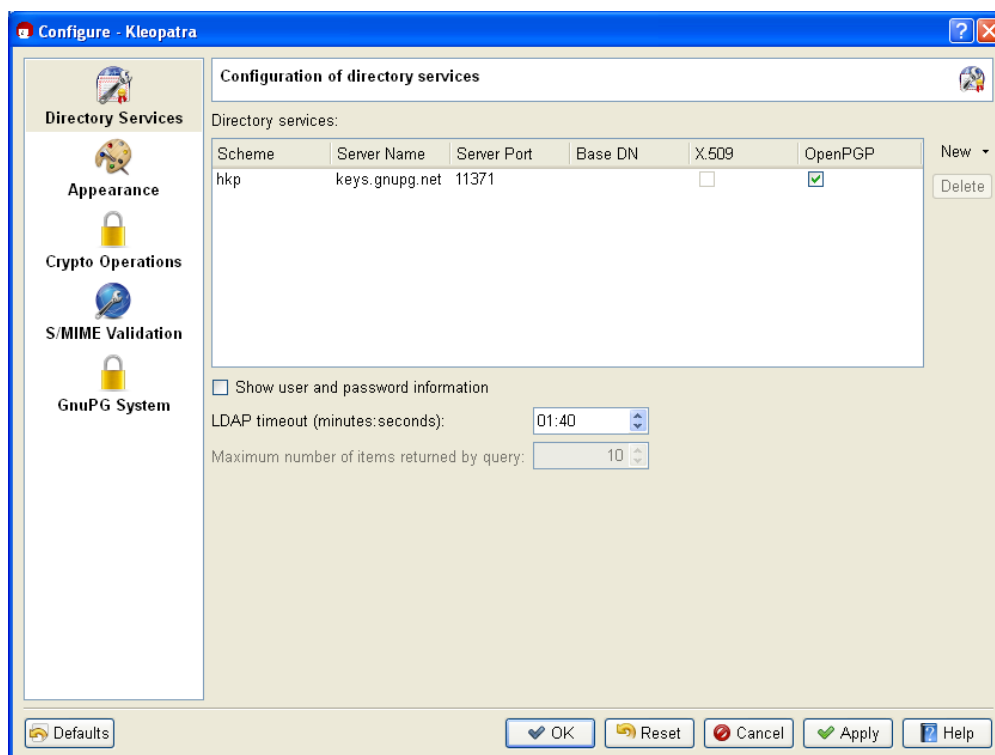 Configure - Kleopatra
Directory Services
Appearance
Crypto Operations
S/MIME Validation
GnuPG System
Configuration of directory services
Directory services:
Scheme Server Name Server Port Base DN X.509 OpenPGP
hkp keys.gnupg.net 11371
New
Delete
Show user and password information
LDAP timeout (minutes:seconds): 01:40
Maximum number of items returned by query: 10
Defaults OK Reset Cancel Apply Help